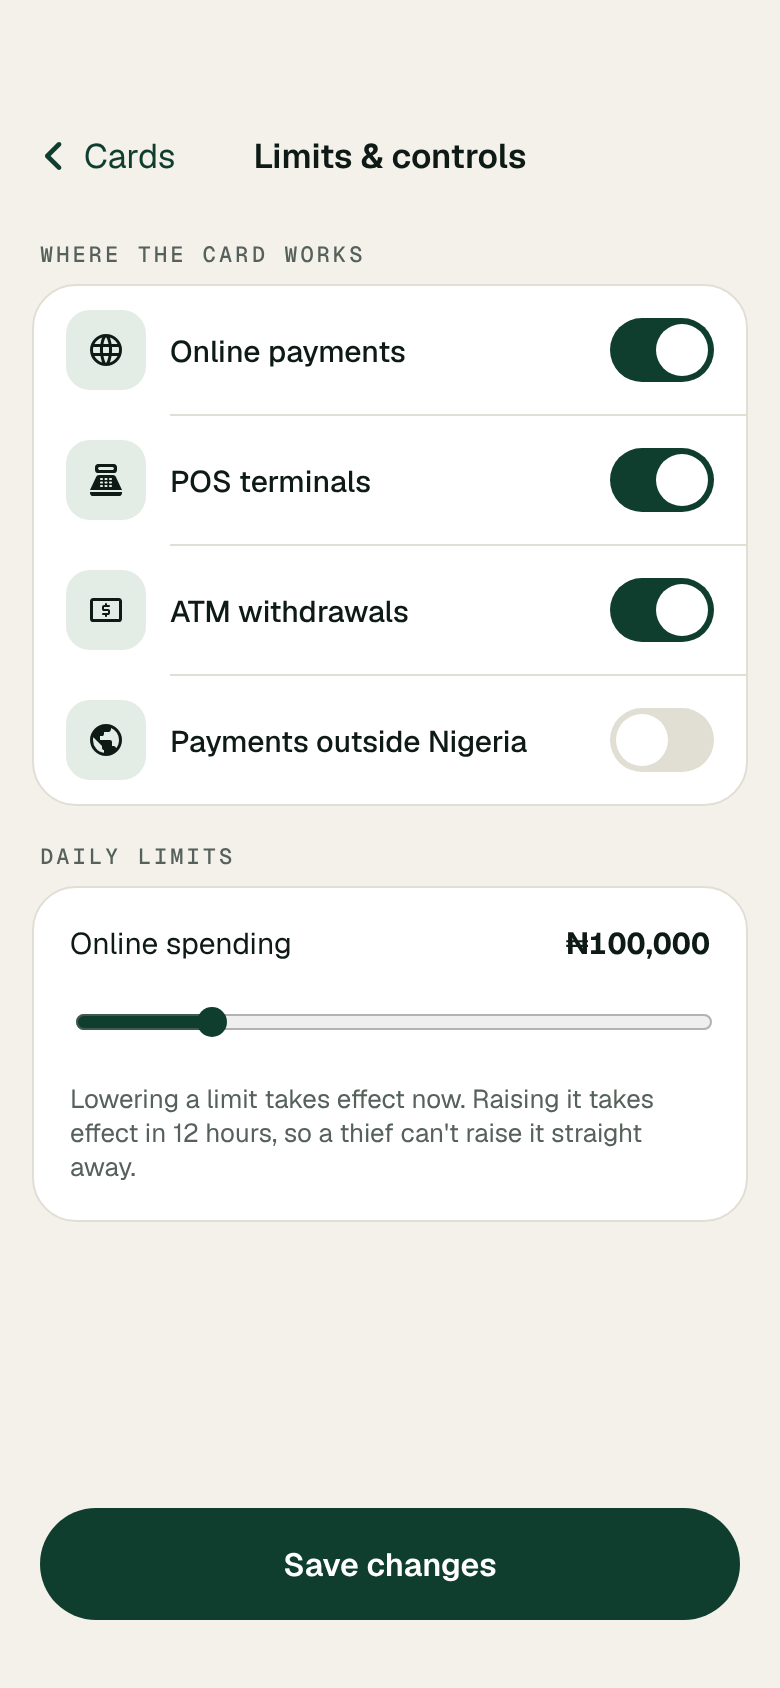 Cards
Limits & controls
WHERE THE CARD WORKS
Online payments
POS terminals
ATM withdrawals
Payments outside Nigeria
DAILY LIMITS
Online spending
₦100,000
Lowering a limit takes effect now. Raising it takes
effect in 12 hours, so a thief can't raise it straight
away.
Save changes